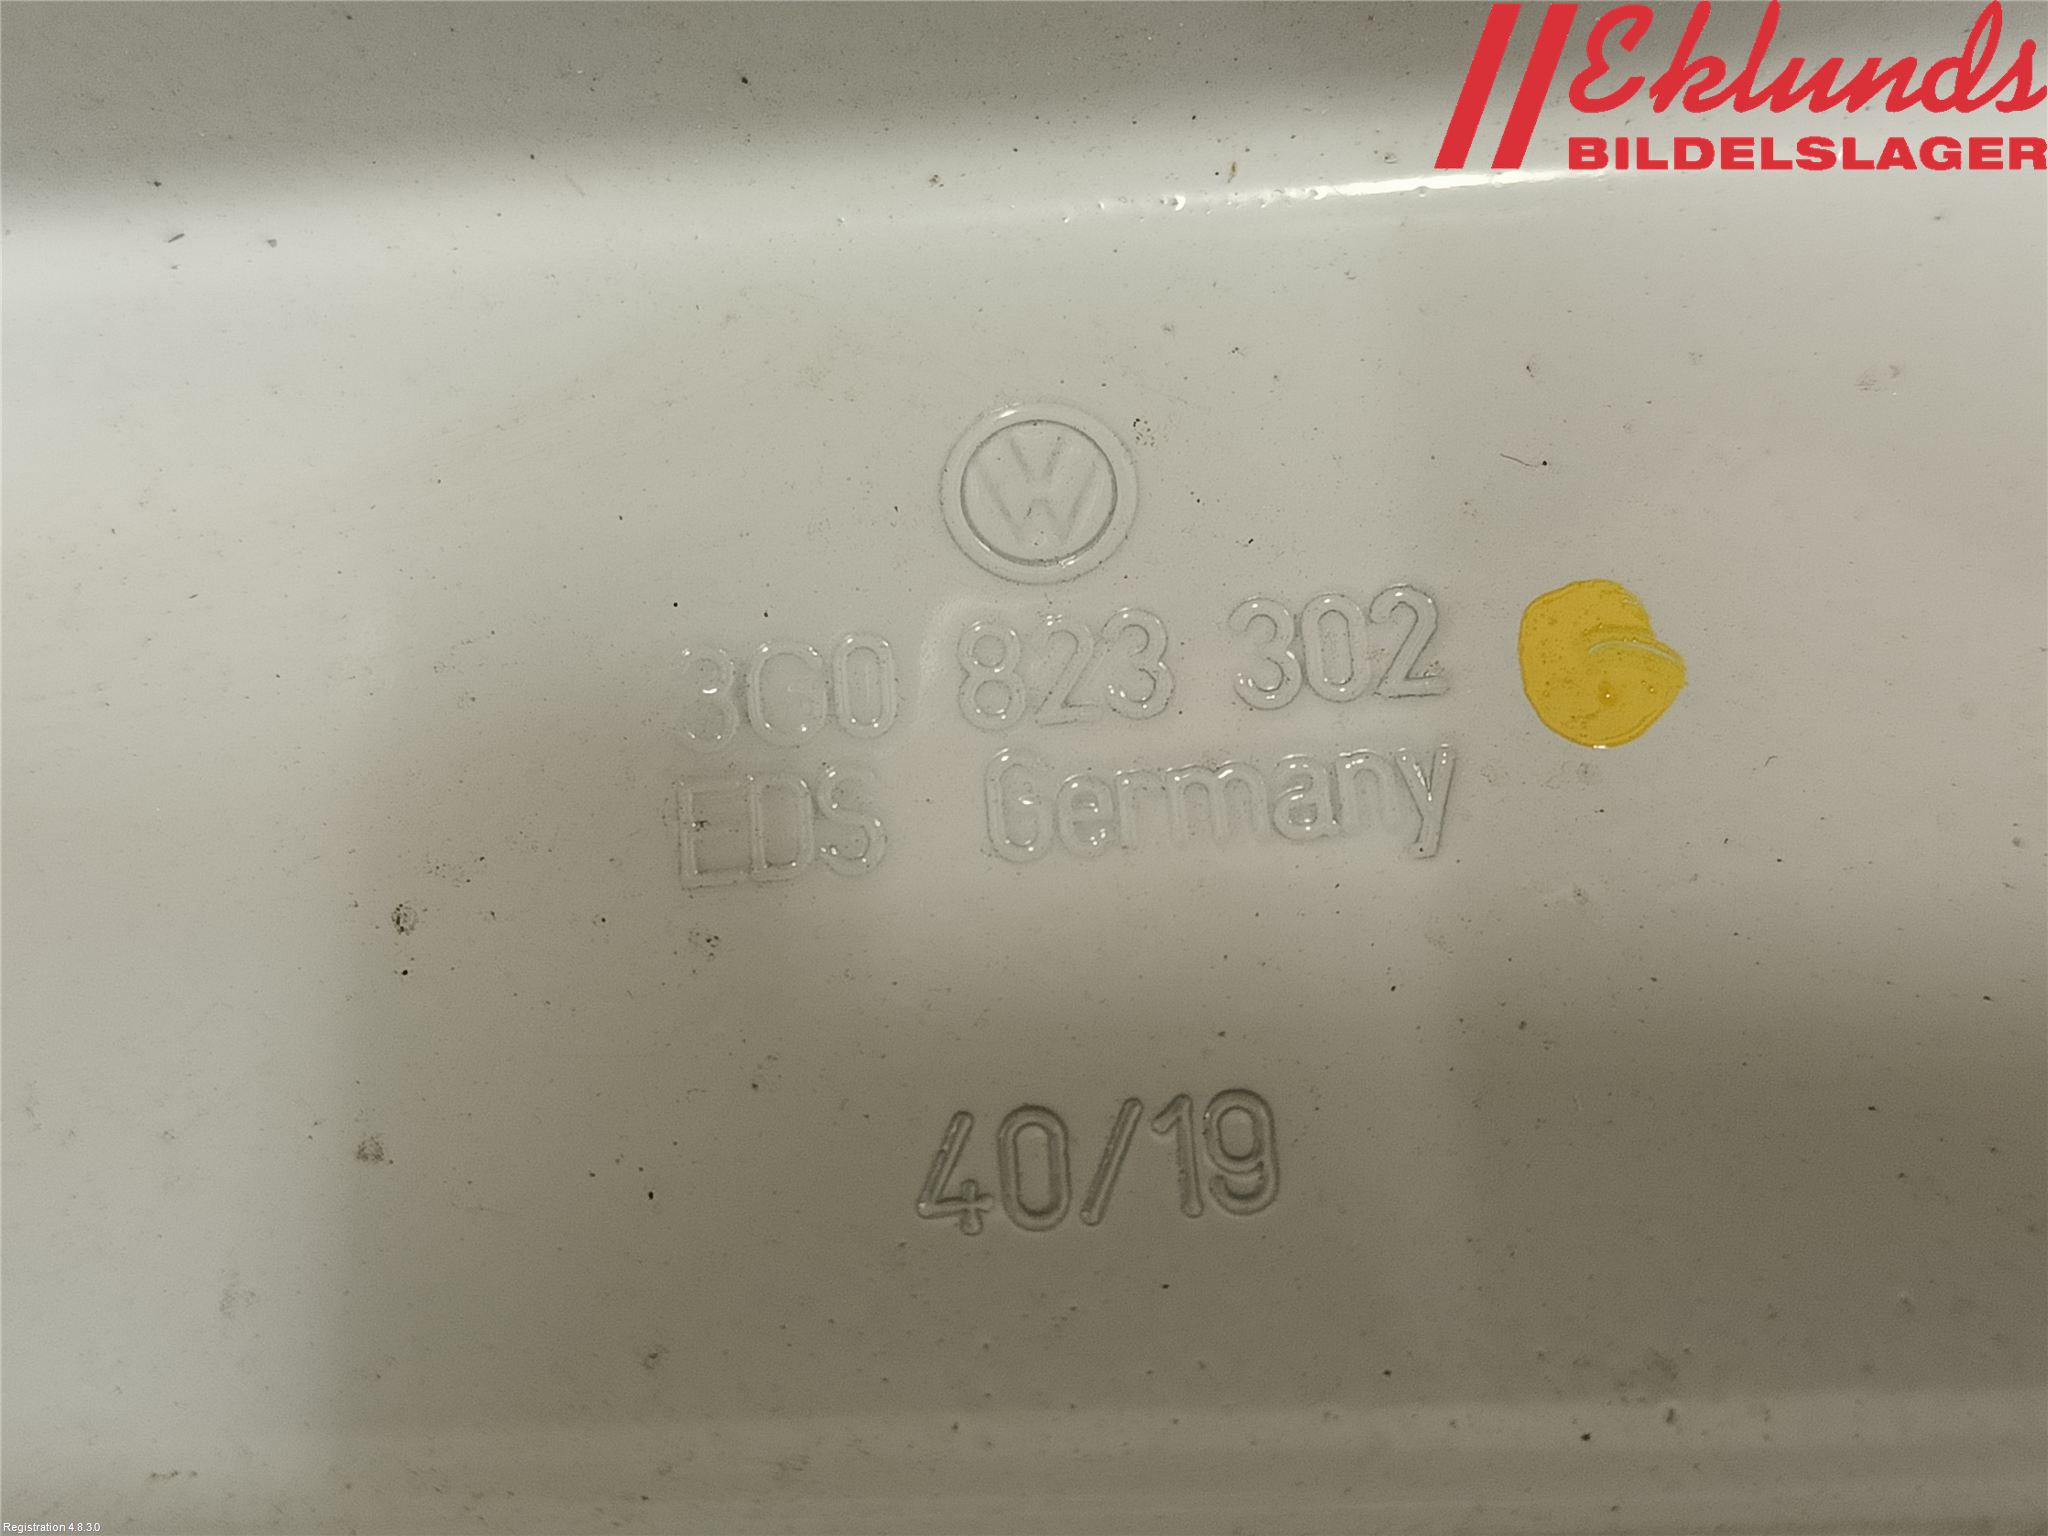 Eklunds
BILDELSLAGER
3G0 823 302
EDS Germany
40/19
Registration 4.8.3.0